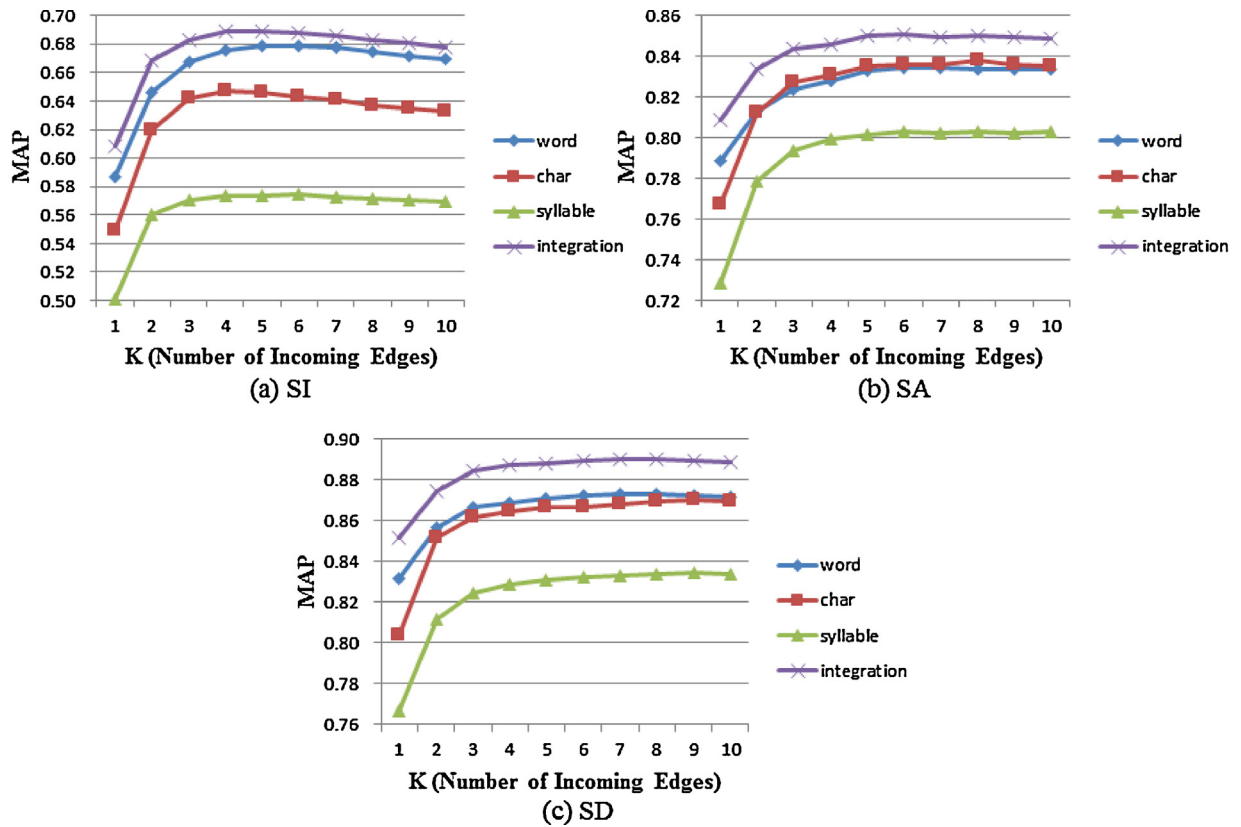 0.70
0.68
0.66
0.64
0.62
0.60
0.58
0.56
0.54
0.52
0.50
MAP
1 2 3 4 5 6 7 8 9 10
K (Number of Incoming Edges)
word
char
syllable
integration
(a) SI
0.86
0.84
0.82
0.80
0.78
0.76
0.74
0.72
MAP
1 2 3 4 5 6 7 8 9 10
K (Number of Incoming Edges)
word
char
syllable
integration
(b) SA
0.90
0.88
0.86
0.84
0.82
0.80
0.78
0.76
MAP
1 2 3 4 5 6 7 8 9 10
K (Number of Incoming Edges)
word
char
syllable
integration
(c) SD